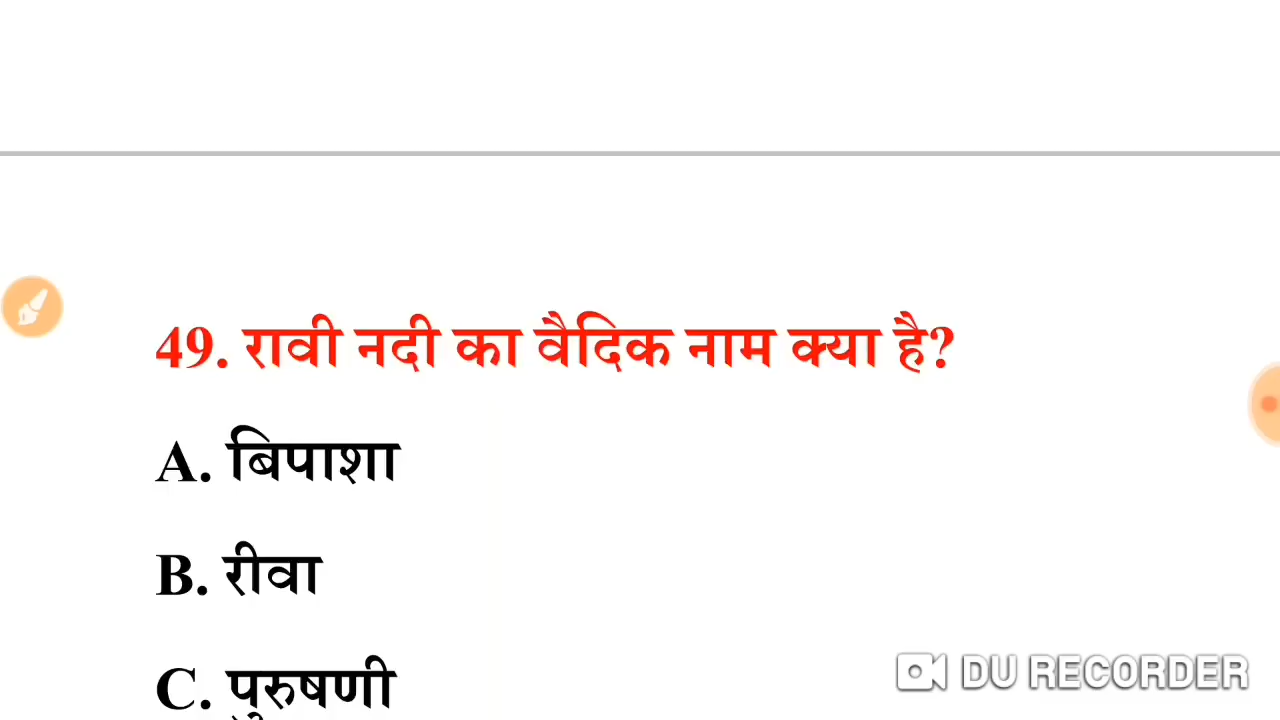 49. रावी नदी का वैदिक नाम क्या है?
A. बिपाशा
B. रीवा
C. पुरुषणी
DU RECORDER